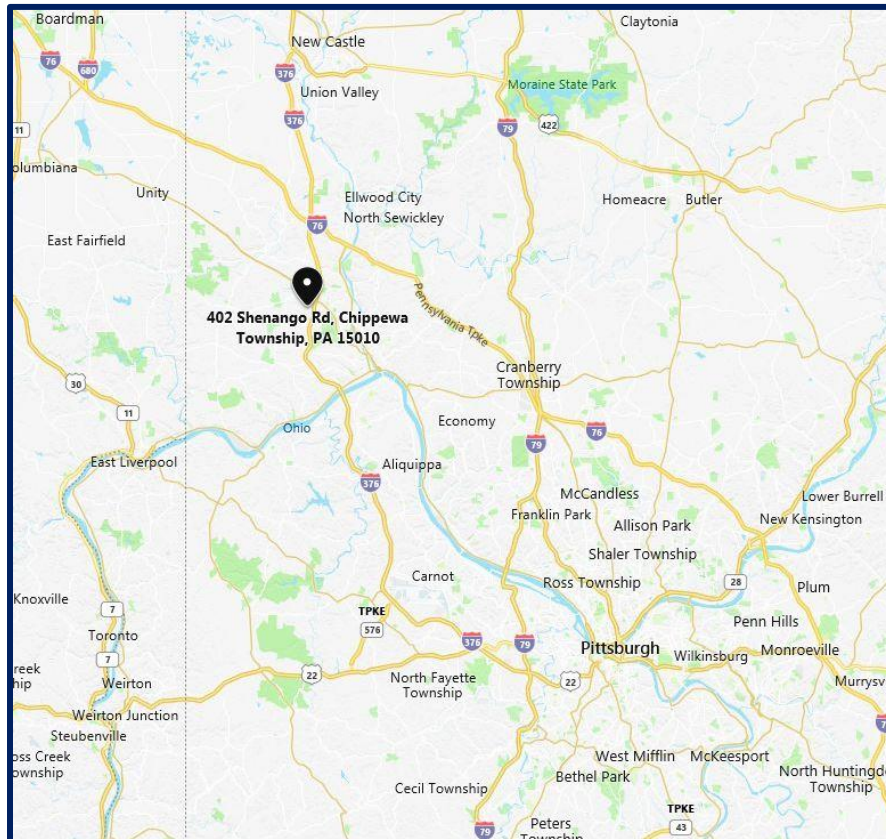 Boardman
Claytonia
New Castle
76
680
376
Moraine State Park
Union Valley
376
79
422
11
olumbiana
Unity
Ellwood City
Homeacre
Butler
North Sewickley
76
East Fairfield
Pennsylvania Tpke
402 Shenango Rd, Chippewa
Township, PA 15010
Cranberry
Township
30
11
Economy
Ohio
79
76
East Liverpool
Aliquippa
376
McCandless
Lower Burrell
Franklin Park
Allison Park
New Kensington
Shaler Township
Carnot
Ross Township
28
Knoxville
7
TPKE
Plum
576
Penn Hills
Toronto
376
79
Pittsburgh
Wilkinsburg
Monroeville
7
reek
hip
Weirton
22
North Fayette
Township
22
Murrysv
Weirton Junction
Steubenville
7
oss Creek
ownship
West Mifflin
McKeesport
Bethel Park
North Huntingd
Township
Cecil Township
TPKE
79
Peters
Township
43